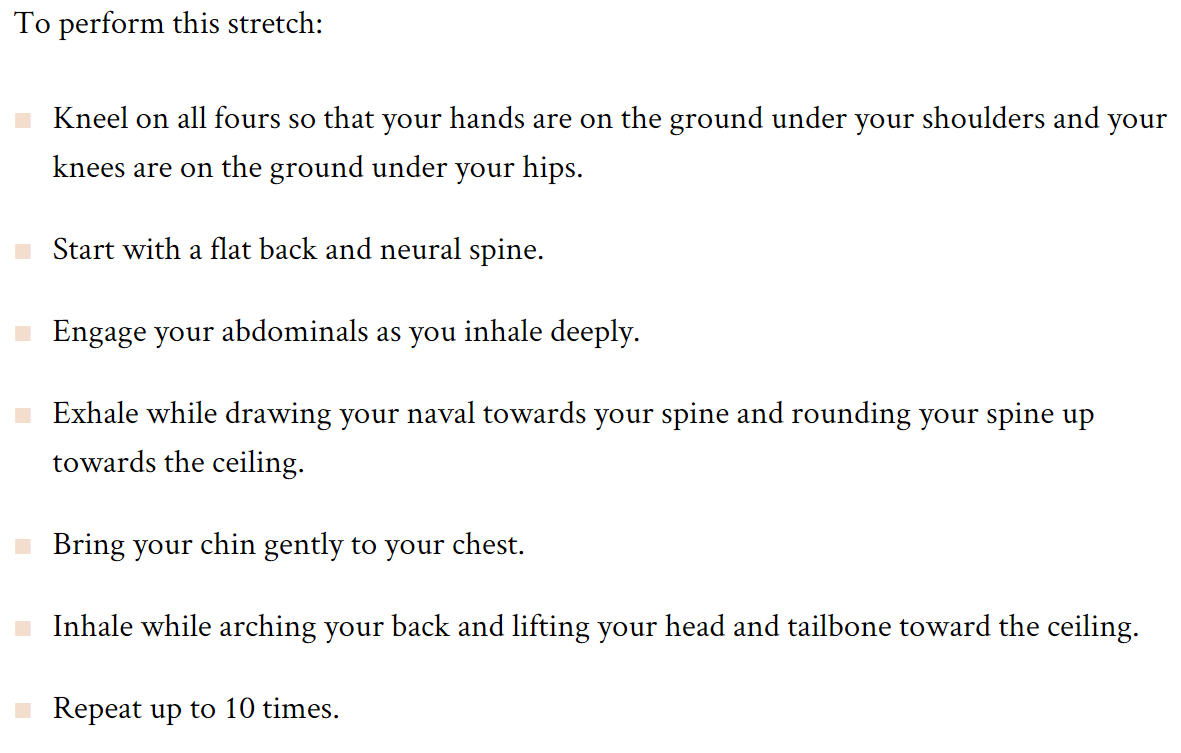 To perform this stretch:
Kneel on all fours so that your hands are on the ground under your shoulders and your
knees are on the ground under your hips.
Start with a flat back and neural spine.
Engage your abdominals as you inhale deeply.
Exhale while drawing your naval towards your spine and rounding your spine up
towards the ceiling.
Bring your chin gently to your chest.
Inhale while arching your back and lifting your head and tailbone toward the ceiling.
Repeat up to 10 times.